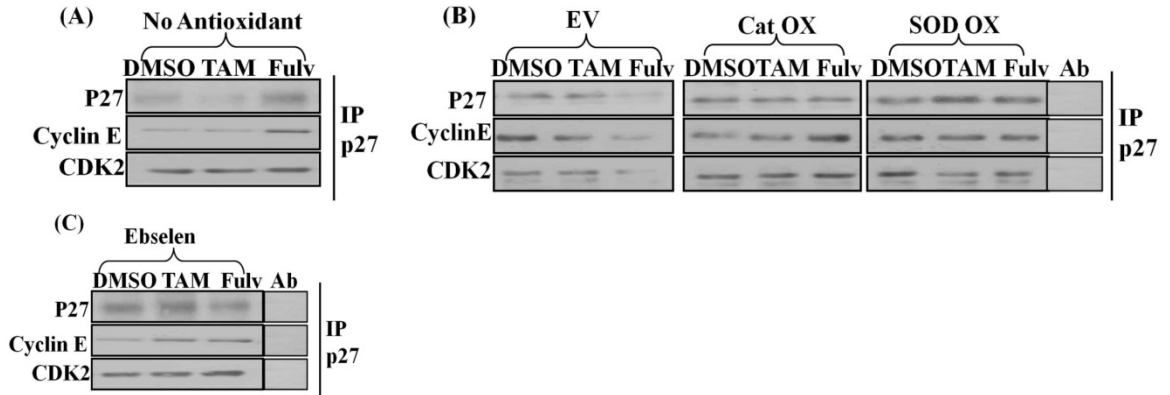 (A)
No Antioxidant
DMSO TAM Fulv
P27
Cyclin E
CDK2
IP
p27
(B)
EV Cat OX SOD OX
DMSO TAM Fulv DMSOTAM Fulv DMSOTAM Fulv Ab
P27
CyclinE
CDK2
IP
p27
(C)
Ebselen
DMSO TAM Fulv Ab
P27
Cyclin E
CDK2
IP
p27